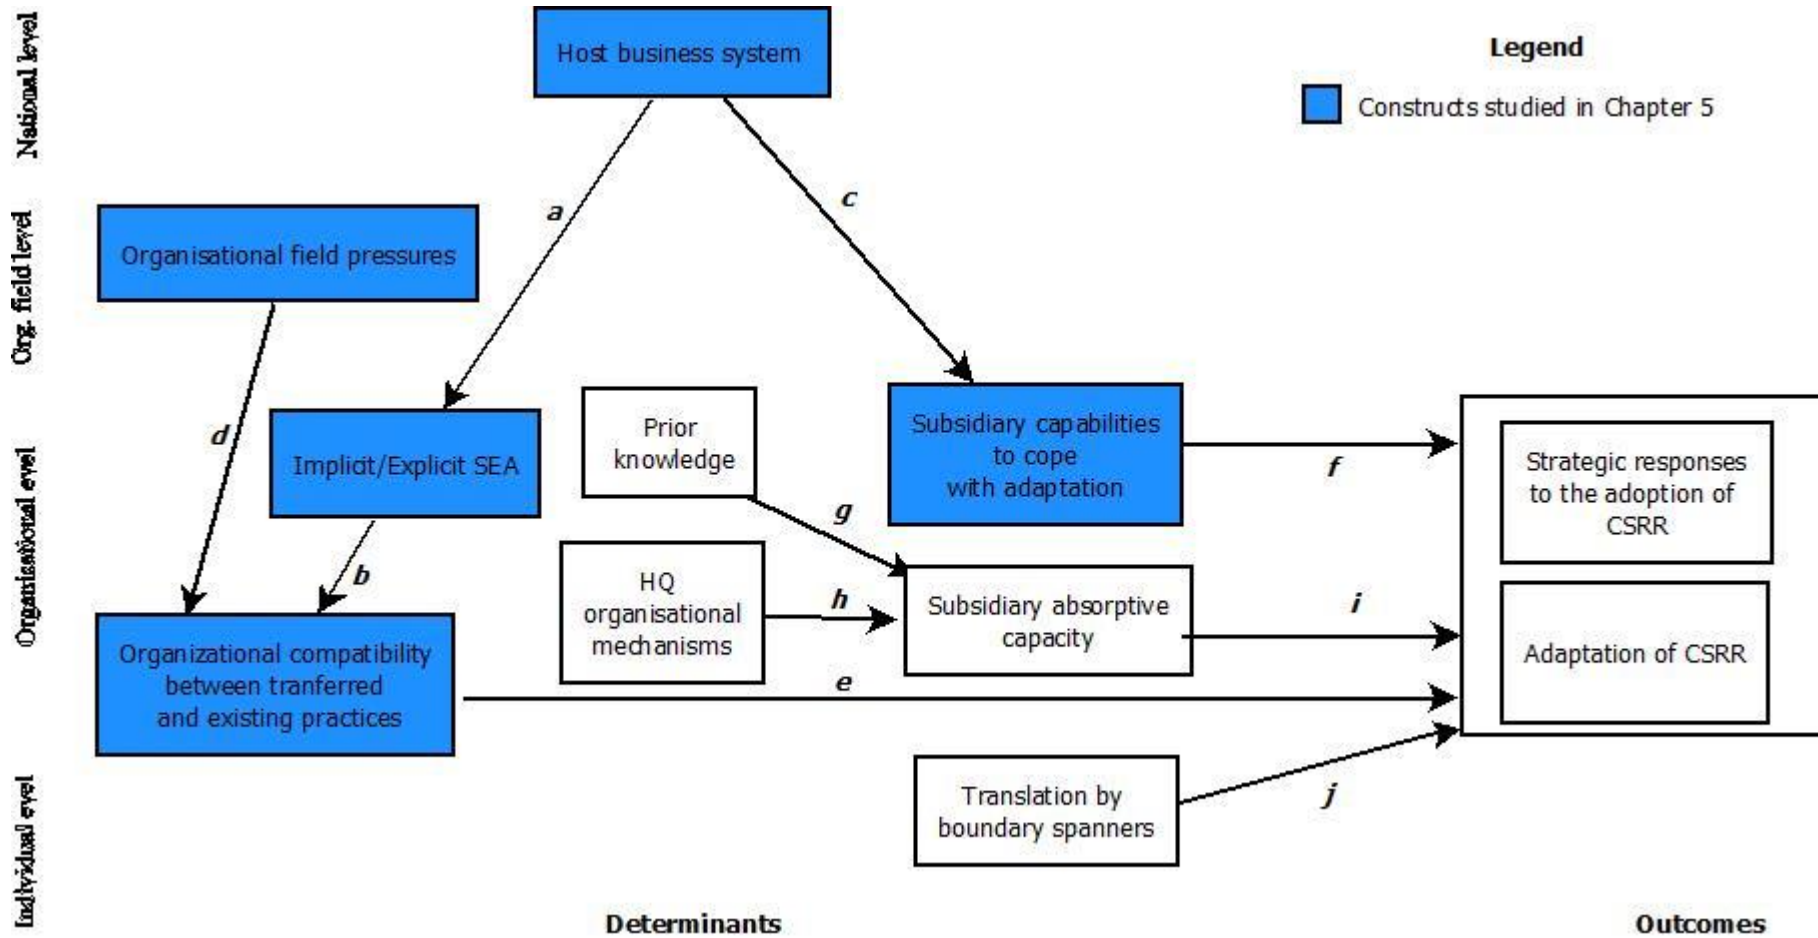 National level
Host business system
Legend
Constructs studied in Chapter 5
a
c
Org. field level
Organisational field pressures
d
Organisational level
Implicit/Explicit SEA
b
Prior
knowledge
g
Subsidiary capabilities
to cope
with adaptation
f
Strategic responses
to the adoption of
CSRR
HQ
organisational
mechanisms
h
Subsidiary absorptive
capacity
i
Adaptation of CSRR
Organizational compatibility
between tranferred
and existing practices
e
Individual level
Translation by
boundary spanners
j
Determinants
Outcomes